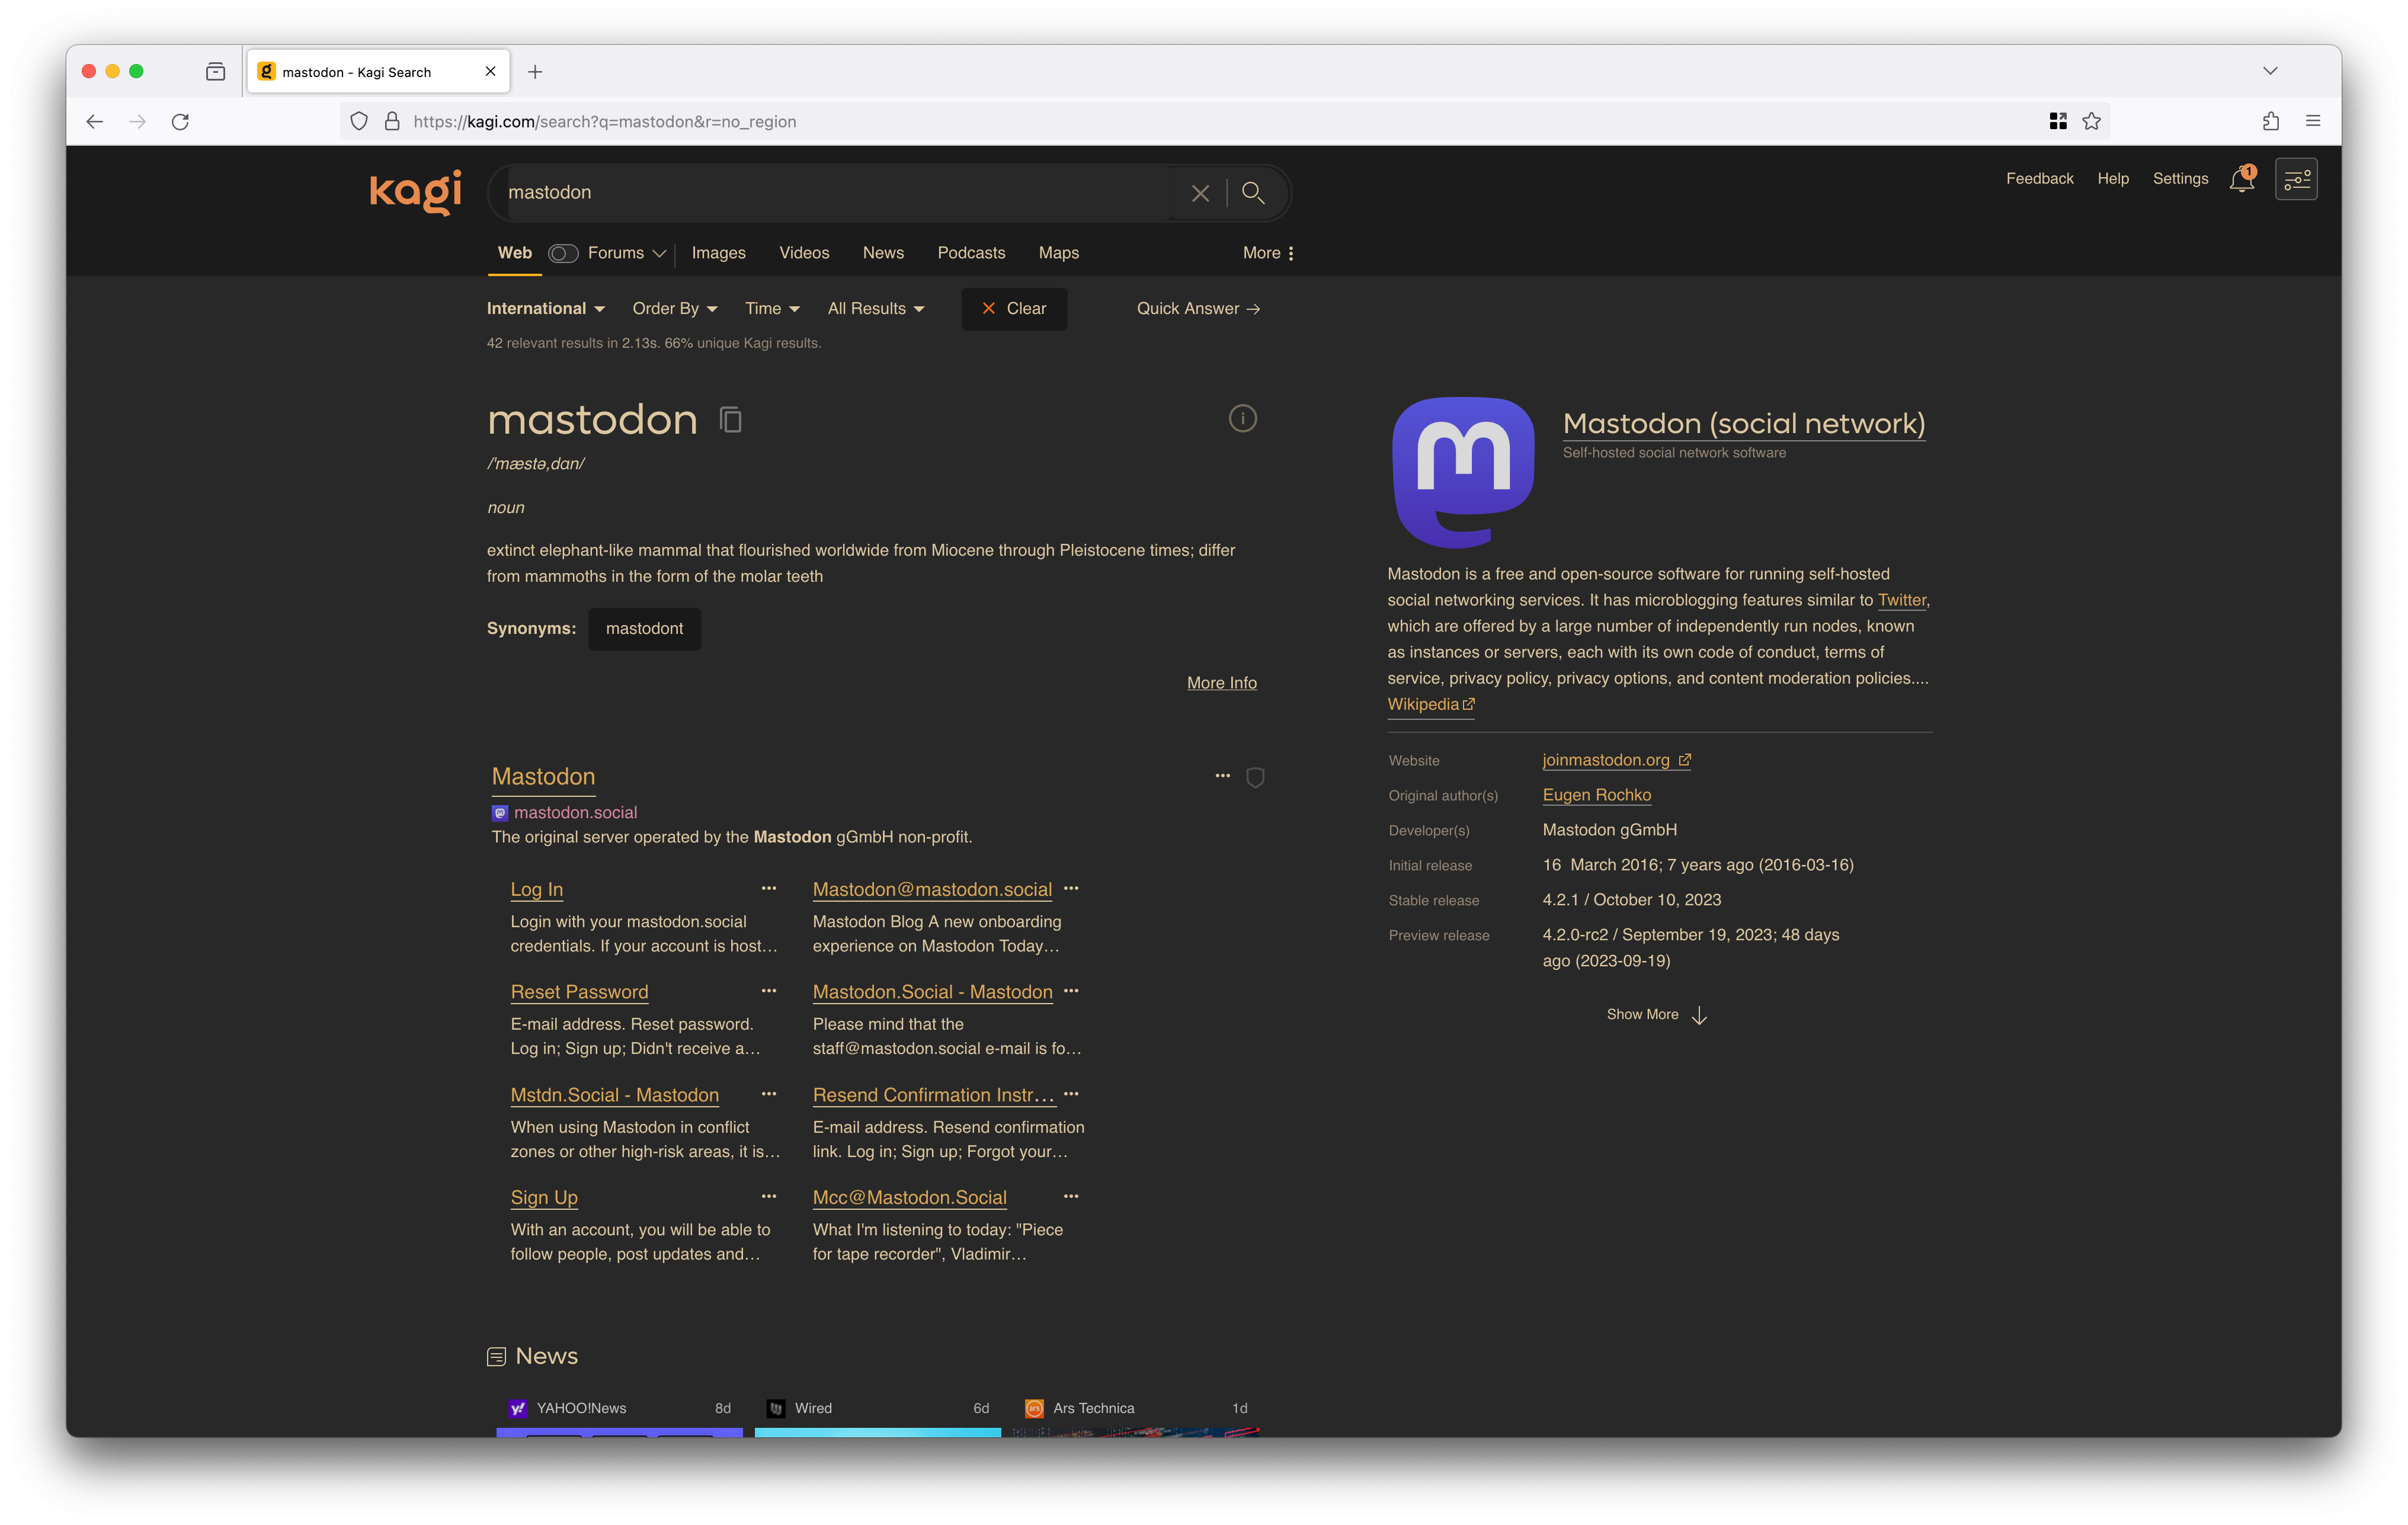 mastodon - Kagi Search
https://kagi.com/search?q=mastodon&r=no_region
kagi
mastodon
Feedback Help Settings 1
Web Forums Images Videos News Podcasts Maps More
International Order By Time All Results Clear Quick Answer
42 relevant results in 2.13s. 66% unique Kagi results.
mastodon
/'mæstə,dɑn/
noun
extinct elephant-like mammal that flourished worldwide from Miocene through Pleistocene times; differ
from mammoths in the form of the molar teeth
Synonyms: mastodont
More Info
Mastodon
mastodon.social
The original server operated by the Mastodon gGmbH non-profit.
Log In
Login with your mastodon.social
credentials. If your account is host…
Mastodon@mastodon.social
Mastodon Blog A new onboarding
experience on Mastodon Today…
Reset Password
E-mail address. Reset password.
Log in; Sign up; Didn't receive a…
Mastodon.Social - Mastodon
Please mind that the
staff@mastodon.social e-mail is fo…
Mstdn.Social - Mastodon
When using Mastodon in conflict
zones or other high-risk areas, it is…
Resend Confirmation Instr…
E-mail address. Resend confirmation
link. Log in; Sign up; Forgot your…
Sign Up
With an account, you will be able to
follow people, post updates and…
Mcc@Mastodon.Social
What I'm listening to today: "Piece
for tape recorder", Vladimir…
News
YAHOO!News 8d
Wired 6d
Ars Technica 1d
Mastodon (social network)
Self-hosted social network software
Mastodon is a free and open-source software for running self-hosted
social networking services. It has microblogging features similar to Twitter,
which are offered by a large number of independently run nodes, known
as instances or servers, each with its own code of conduct, terms of
service, privacy policy, privacy options, and content moderation policies....
Wikipedia
Website joinmastodon.org
Original author(s) Eugen Rochko
Developer(s) Mastodon gGmbH
Initial release 16 March 2016; 7 years ago (2016-03-16)
Stable release 4.2.1 / October 10, 2023
Preview release 4.2.0-rc2 / September 19, 2023; 48 days
ago (2023-09-19)
Show More